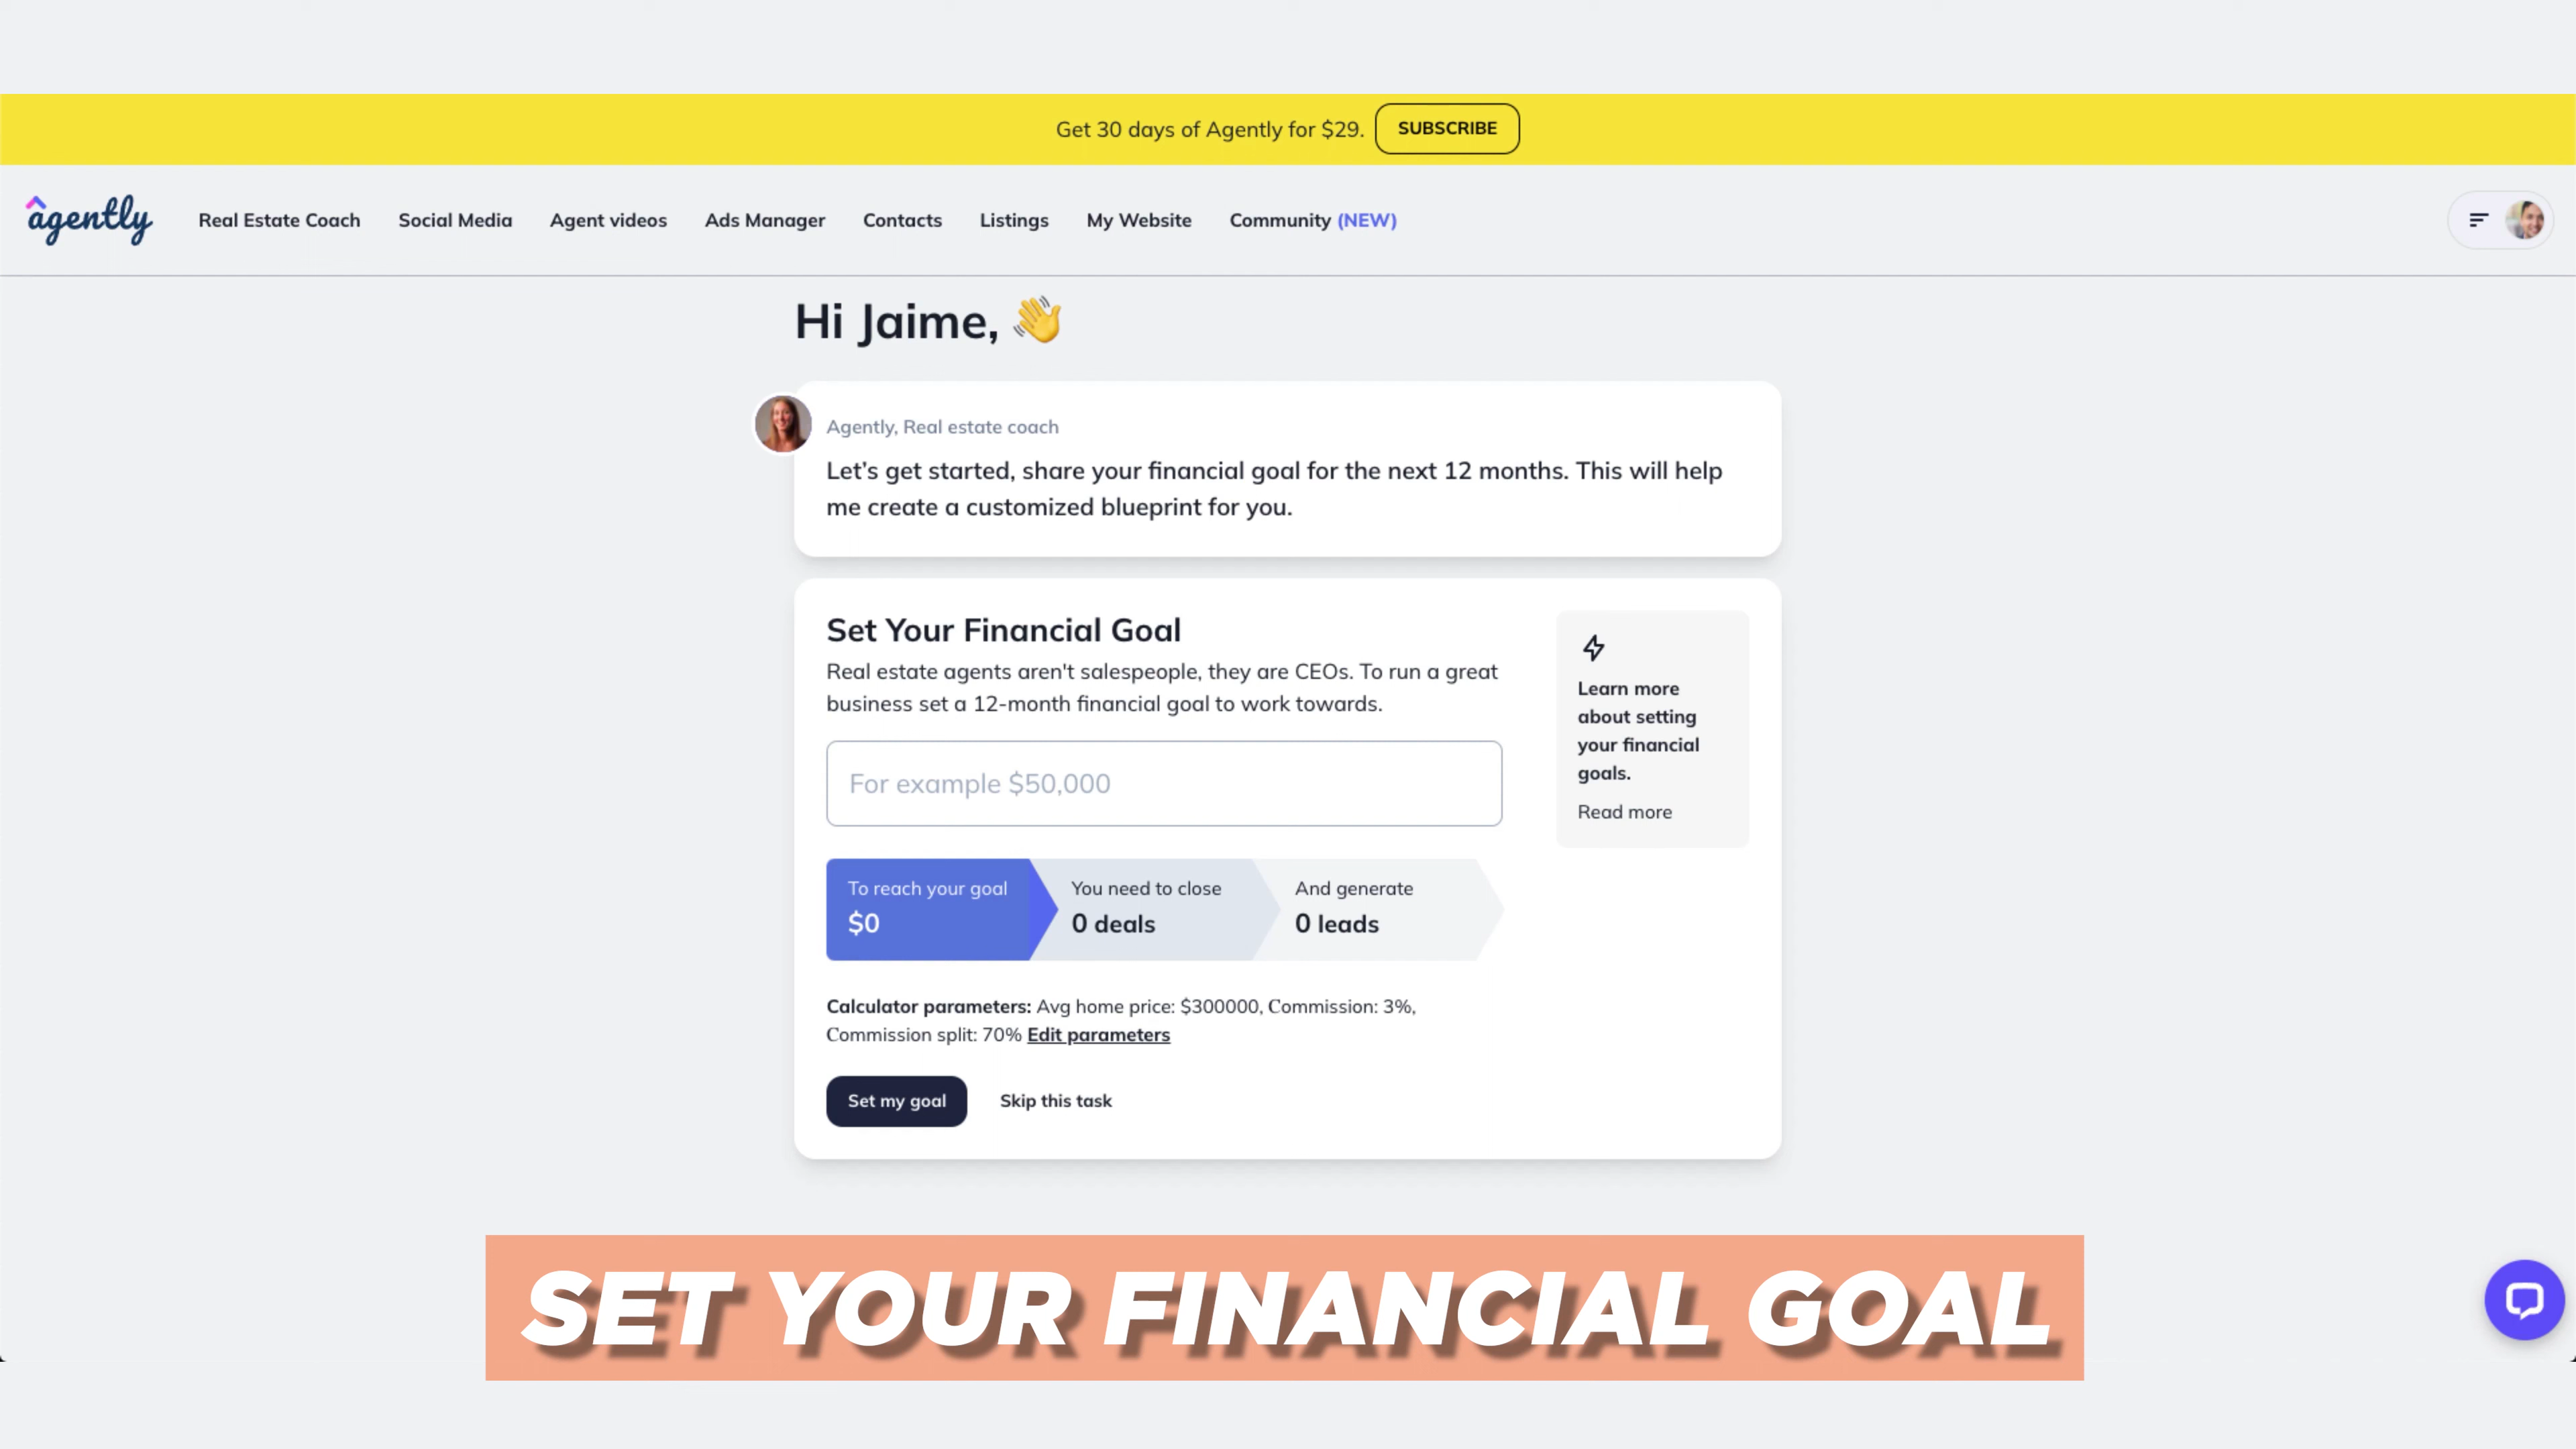 Get 30 days of Agently for $29. SUBSCRIBE
agently Real Estate Coach Social Media Agent videos Ads Manager Contacts Listings My Website Community (NEW)
Hi Jaime, 👋
Agently, Real estate coach
Let's get started, share your financial goal for the next 12 months. This will help
me create a customized blueprint for you.
Set Your Financial Goal
Real estate agents aren't salespeople, they are CEOs. To run a great
business set a 12-month financial goal to work towards.
For example $50,000
Learn more
about setting
your financial
goals.
Read more
To reach your goal
$0
You need to close
0 deals
And generate
0 leads
Calculator parameters: Avg home price: $300000, Commission: 3%,
Commission split: 70% Edit parameters
Set my goal Skip this task
SET YOUR FINANCIAL GOAL